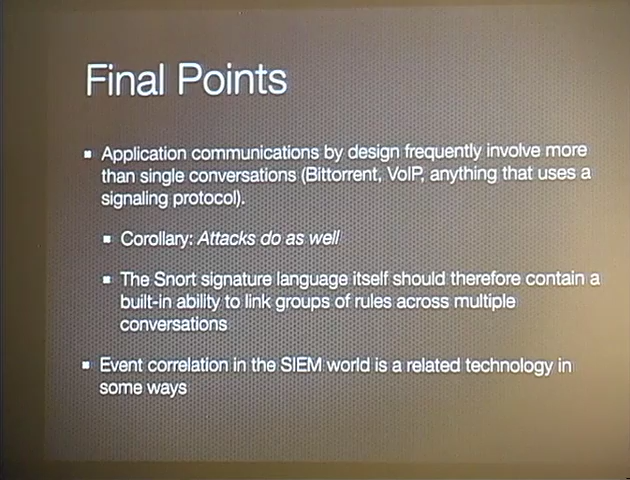 Final Points
▪ Application communications by design frequently involve more
than single conversations (Bittorrent, VoIP, anything that uses a
signaling protocol).
▪ Corollary: Attacks do as well
▪ The Snort signature language itself should therefore contain a
built-in ability to link groups of rules across multiple
conversations
▪ Event correlation in the SIEM world is a related technology in
some ways